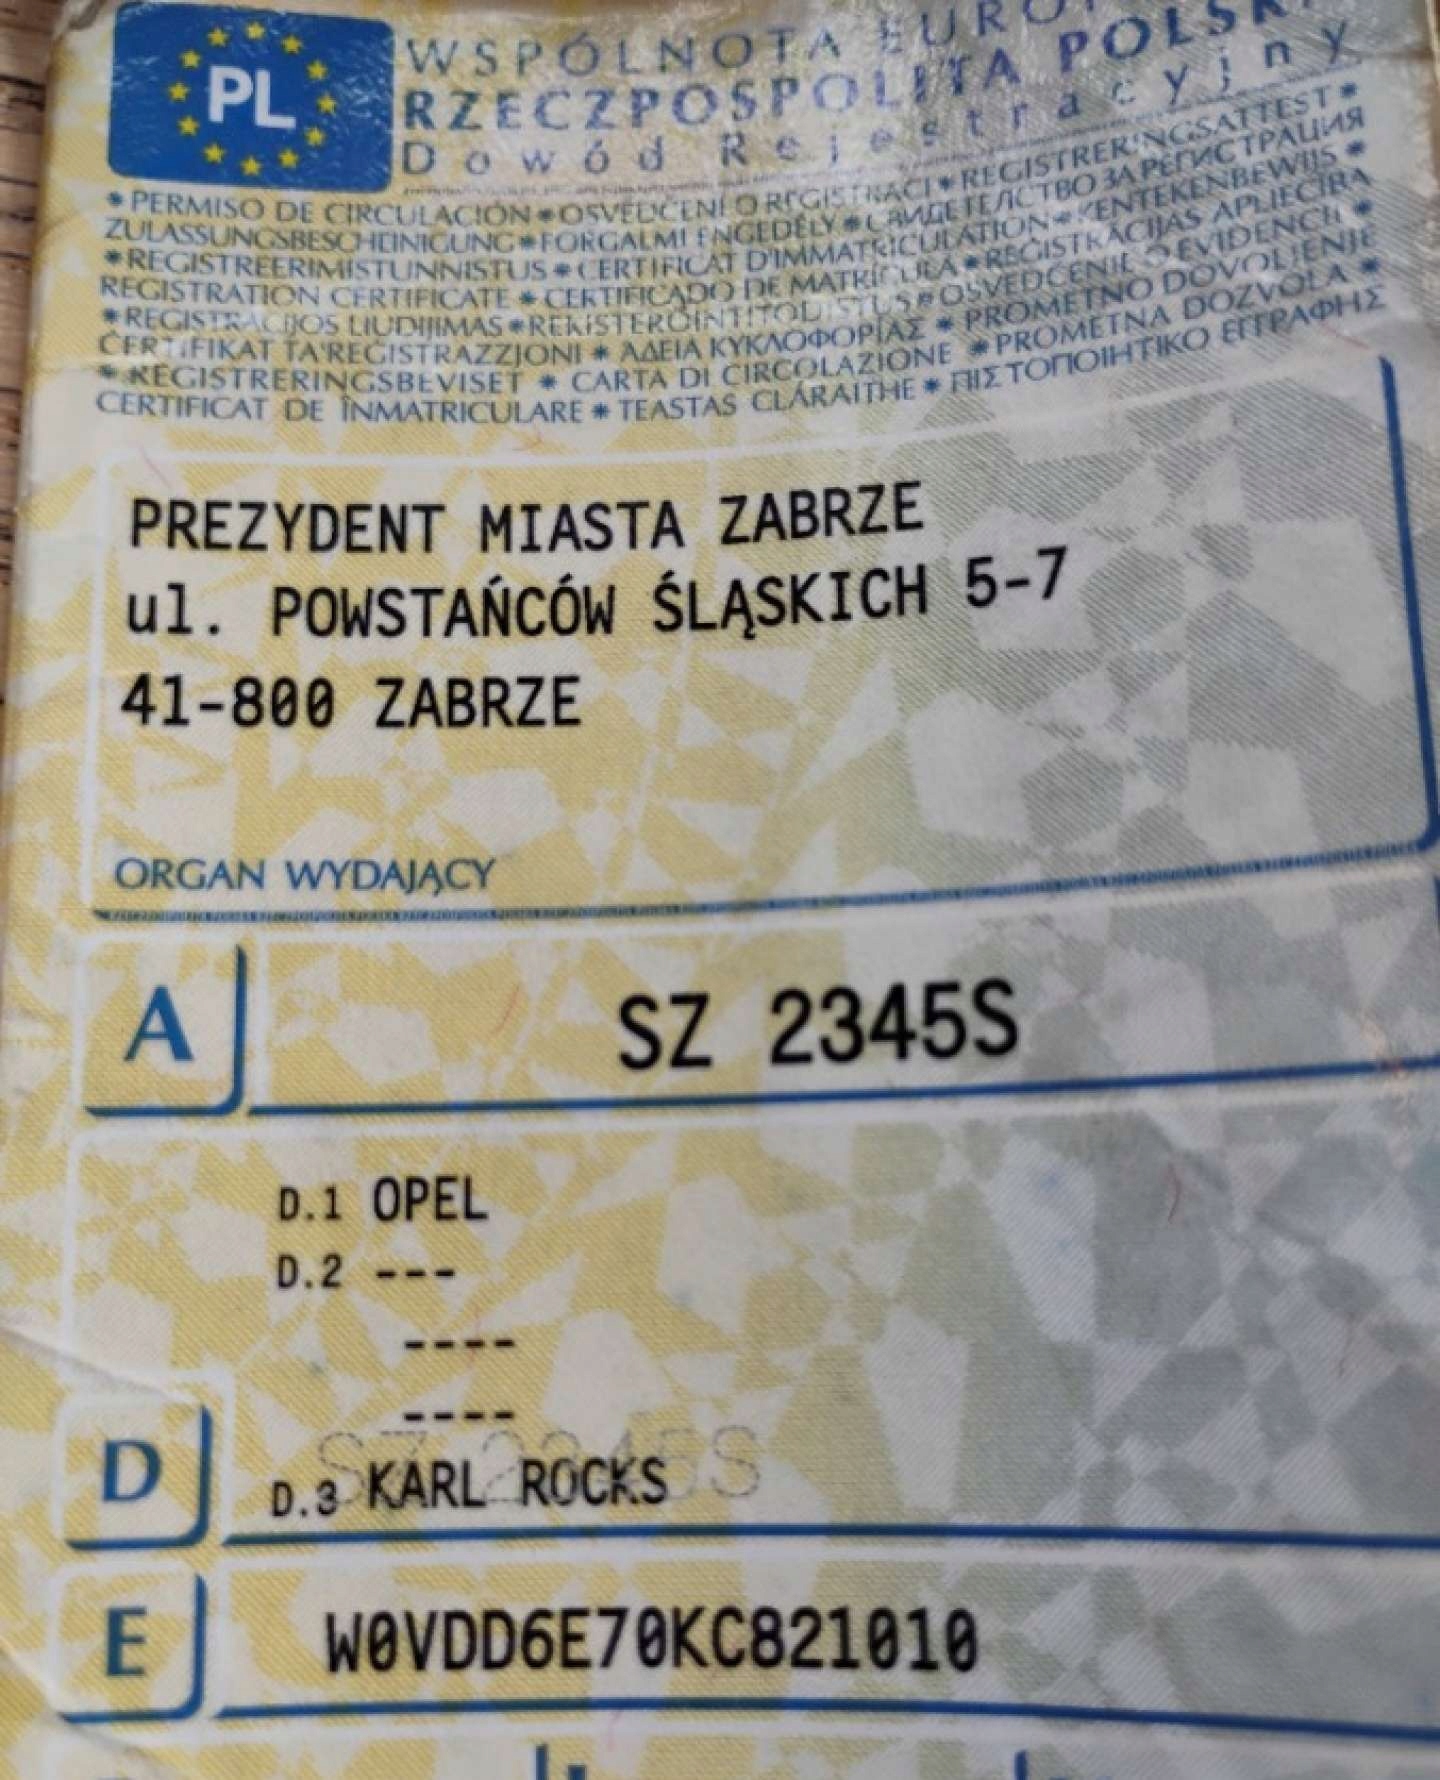 PL
WSPÓLNOTA EURO
RZECZPOSPOLITA POLSK
Dowód Rejestracyjny
* PERMISO DE CIRCULACIÓN * OSVĚDČENÍ O REGISTRACI * REGISTRERINGSATTEST *
ZULASSUNGSBESCHEINIGUNG * FORGALMI ENGEDÉLY * СВИДЕТЕЛСТВО ЗА РЕГИСТРАЦИЯ
* REGISTREERIMISTUNNISTUS * CERTIFICAT D'IMMATRICULATION * KENTEKENBEWIJS *
REGISTRATION CERTIFICATE * CERTIFICADO DE MATRÍCULA * REĢISTRĀCIJAS APLIECĪBA
* REGISTRACIJOS LIUDIJIMAS * REKISTERÖINTITODISTUS * OSVEDČENIE O EVIDENCII *
ĊERTIFIKAT TA'REĠISTRAZZJONI * ΑΔΕΙΑ ΚΥΚΛΟΦΟΡΙΑΣ * PROMETNO DOVOLJENJE
* REGISTRERINGSBEVISET * CARTA DI CIRCOLAZIONE * PROMETNA DOZVOLA *
CERTIFICAT DE ÎNMATRICULARE * TEASTAS CLÁRAITHE * ΠΙΣΤΟΠΟΙΗΤΙΚΟ ΕΓΓΡΑΦΗΣ
PREZYDENT MIASTA ZABRZE
ul. POWSTAŃCÓW ŚLĄSKICH 5-7
41-800 ZABRZE
ORGAN WYDAJĄCY
A SZ 2345S
D.1 OPEL
D.2 ---
----
----
SZ 2345S
D D.3 KARL ROCKS
E W0VDD6E70KC821010